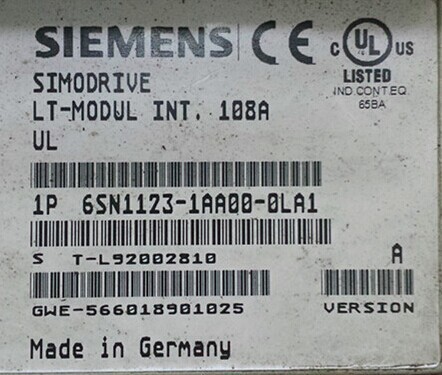 SIEMENS CE
C UL US
LISTED
IND.CONT.EQ.
65BA
SIMODRIVE
LT-MODUL INT. 108A
UL
1P 6SN1123-1AA00-0LA1
S T-L92002810
A
GWE-566018901025
VERSION
Made in Germany